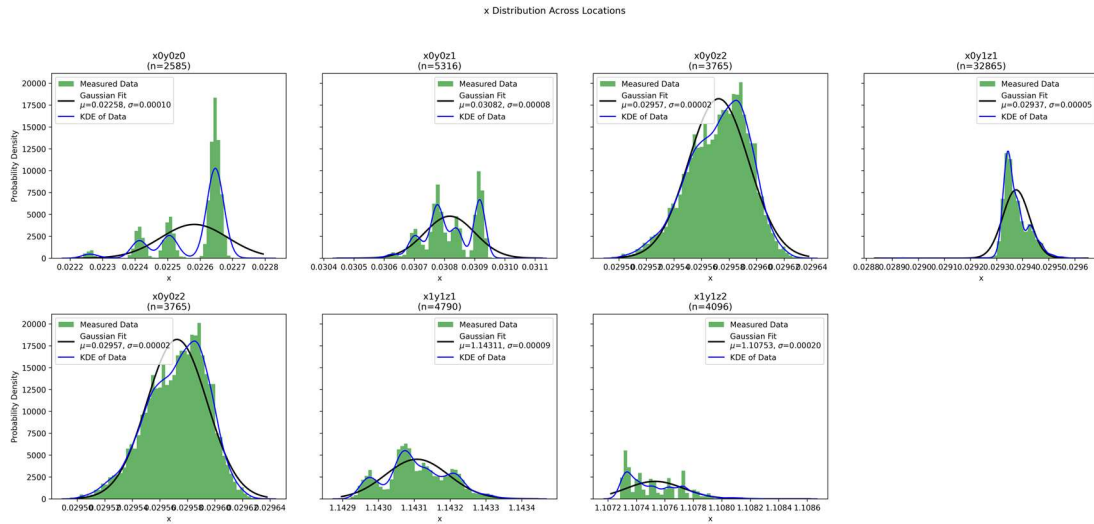 x Distribution Across Locations
x0y0z0
(n=2585)
Measured Data
Gaussian Fit
μ=0.02258, σ=0.00010
KDE of Data
Probability Density
20000
17500
15000
12500
10000
7500
5000
2500
0
0.0222 0.0223 0.0224 0.0225 0.0226 0.0227 0.0228
x
x0y0z1
(n=5316)
Measured Data
Gaussian Fit
μ=0.03082, σ=0.00008
KDE of Data
0.0304 0.0305 0.0306 0.0307 0.0308 0.0309 0.0310 0.0311
x
x0y0z2
(n=3765)
Measured Data
Gaussian Fit
μ=0.02957, σ=0.00002
KDE of Data
0.02950 0.02952 0.02954 0.02956 0.02958 0.02960 0.02962 0.02964
x
x0y1z1
(n=32865)
Measured Data
Gaussian Fit
μ=0.02937, σ=0.00005
KDE of Data
0.0288 0.0289 0.0290 0.0291 0.0292 0.0293 0.0294 0.0295 0.0296
x
x0y0z2
(n=3765)
Measured Data
Gaussian Fit
μ=0.02957, σ=0.00002
KDE of Data
Probability Density
20000
17500
15000
12500
10000
7500
5000
2500
0
0.02950 0.02952 0.02954 0.02956 0.02958 0.02960 0.02962 0.02964
x
x1y1z1
(n=4790)
Measured Data
Gaussian Fit
μ=1.14311, σ=0.00009
KDE of Data
1.1429 1.1430 1.1431 1.1432 1.1433 1.1434
x
x1y1z2
(n=4096)
Measured Data
Gaussian Fit
μ=1.10753, σ=0.00020
KDE of Data
1.1072 1.1074 1.1076 1.1078 1.1080 1.1082 1.1084 1.1086
x